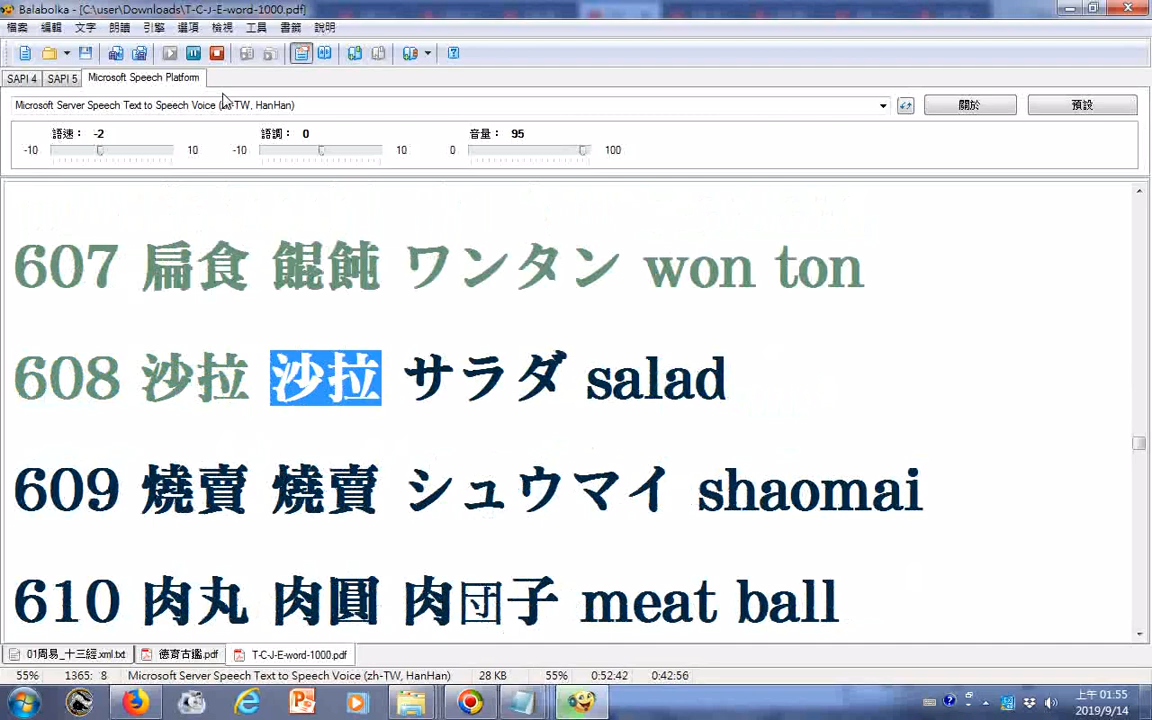 Balabolka - [C:\user\Downloads\T-C-J-E-word-1000.pdf]
檔案 編輯 文字 朗讀 引擎 選項 檢視 工具 書籤 說明
SAPI 4 SAPI 5 Microsoft Speech Platform
Microsoft Server Speech Text to Speech Voice (zh-TW, HanHan) 關於 預設
語速： -2 語調： 0 音量： 95
-10 10 -10 10 0 100
607 扁食 餛飩 ワンタン won ton
608 沙拉 沙拉 サラダ salad
609 燒賣 燒賣 シュウマイ shaomai
610 肉丸 肉圓 肉団子 meat ball
01周易_十三經.xml.txt 德育古鑑.pdf T-C-J-E-word-1000.pdf
55% 1365: 8 Microsoft Server Speech Text to Speech Voice (zh-TW, HanHan) 28 KB 55% 0:52:42 0:42:56
上午 01:55
2019/9/14